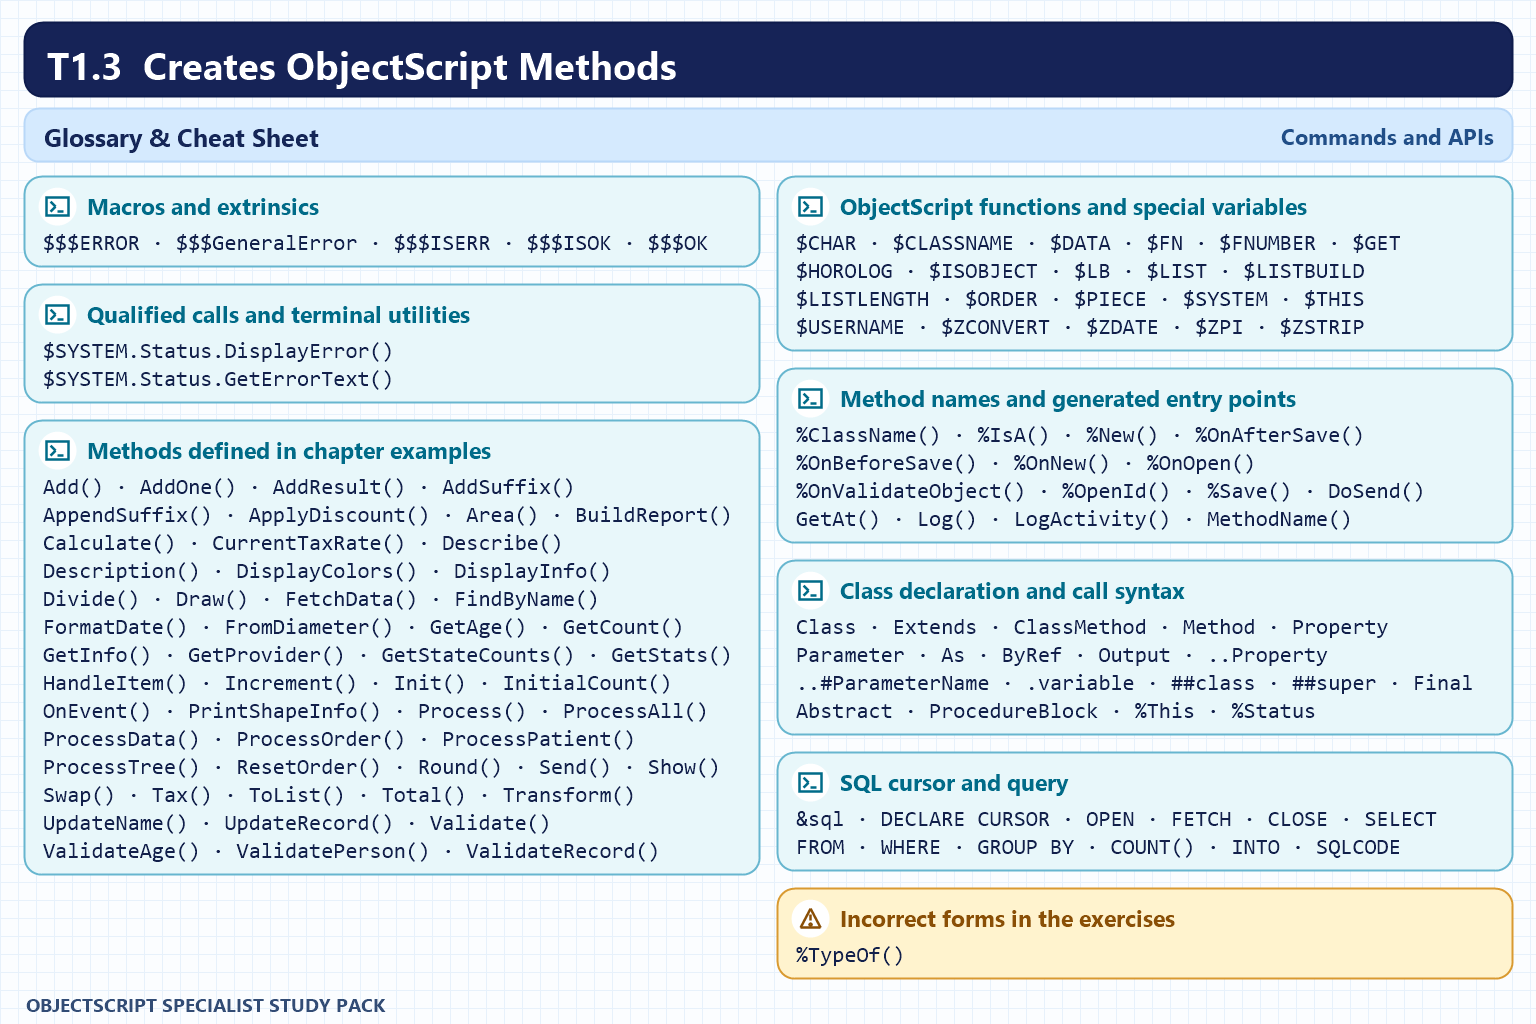 T1.3 Creates ObjectScript Methods
Glossary & Cheat Sheet
Commands and APIs
Macros and extrinsics
$$$ERROR · $$$GeneralError · $$$ISERR · $$$ISOK · $$$OK
Qualified calls and terminal utilities
$SYSTEM.Status.DisplayError()
$SYSTEM.Status.GetErrorText()
Methods defined in chapter examples
Add() · AddOne() · AddResult() · AddSuffix()
AppendSuffix() · ApplyDiscount() · Area() · BuildReport()
Calculate() · CurrentTaxRate() · Describe()
Description() · DisplayColors() · DisplayInfo()
Divide() · Draw() · FetchData() · FindByName()
FormatDate() · FromDiameter() · GetAge() · GetCount()
GetInfo() · GetProvider() · GetStateCounts() · GetStats()
HandleItem() · Increment() · Init() · InitialCount()
OnEvent() · PrintShapeInfo() · Process() · ProcessAll()
ProcessData() · ProcessOrder() · ProcessPatient()
ProcessTree() · ResetOrder() · Round() · Send() · Show()
Swap() · Tax() · ToList() · Total() · Transform()
UpdateName() · UpdateRecord() · Validate()
ValidateAge() · ValidatePerson() · ValidateRecord()
ObjectScript functions and special variables
$CHAR · $CLASSNAME · $DATA · $FN · $FNUMBER · $GET
$HOROLOG · $ISOBJECT · $LB · $LIST · $LISTBUILD
$LISTLENGTH · $ORDER · $PIECE · $SYSTEM · $THIS
$USERNAME · $ZCONVERT · $ZDATE · $ZPI · $ZSTRIP
Method names and generated entry points
%ClassName() · %IsA() · %New() · %OnAfterSave()
%OnBeforeSave() · %OnNew() · %OnOpen()
%OnValidateObject() · %OpenId() · %Save() · DoSend()
GetAt() · Log() · LogActivity() · MethodName()
Class declaration and call syntax
Class · Extends · ClassMethod · Method · Property
Parameter · As · ByRef · Output · ..Property
..#ParameterName · .variable · ##class · ##super · Final
Abstract · ProcedureBlock · %This · %Status
SQL cursor and query
&sql · DECLARE CURSOR · OPEN · FETCH · CLOSE · SELECT
FROM · WHERE · GROUP BY · COUNT() · INTO · SQLCODE
Incorrect forms in the exercises
%TypeOf()
OBJECTSCRIPT SPECIALIST STUDY PACK